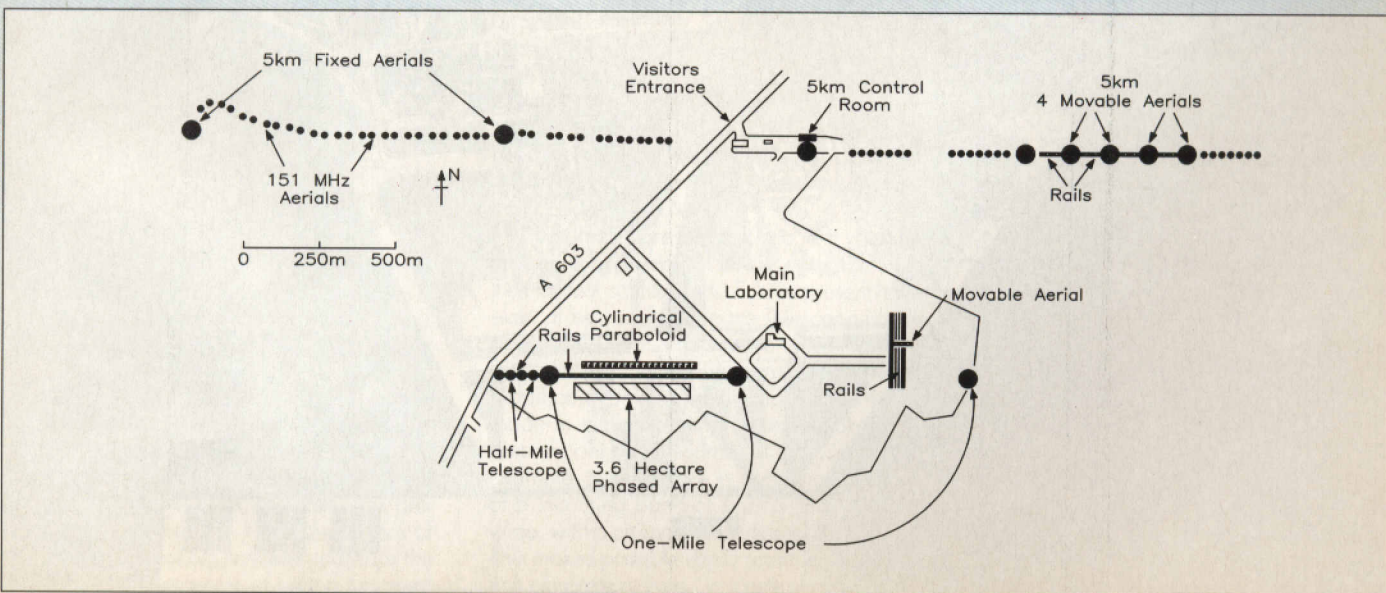 5km Fixed Aerials
Visitors
Entrance
5km Control
Room
5km
4 Movable Aerials
151 MHz
Aerials
N
Rails
0 250m 500m
A 603
Main
Laboratory
Movable Aerial
Cylindrical
Paraboloid
Rails
Rails
Half-Mile
Telescope
3.6 Hectare
Phased Array
One-Mile Telescope